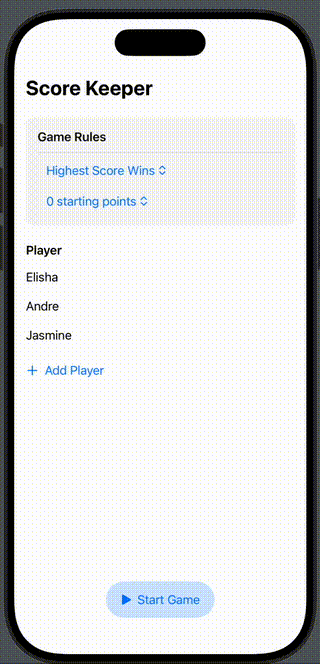 Score Keeper
Game Rules
Highest Score Wins
0 starting points
Player
Elisha
Andre
Jasmine
+ Add Player
Start Game